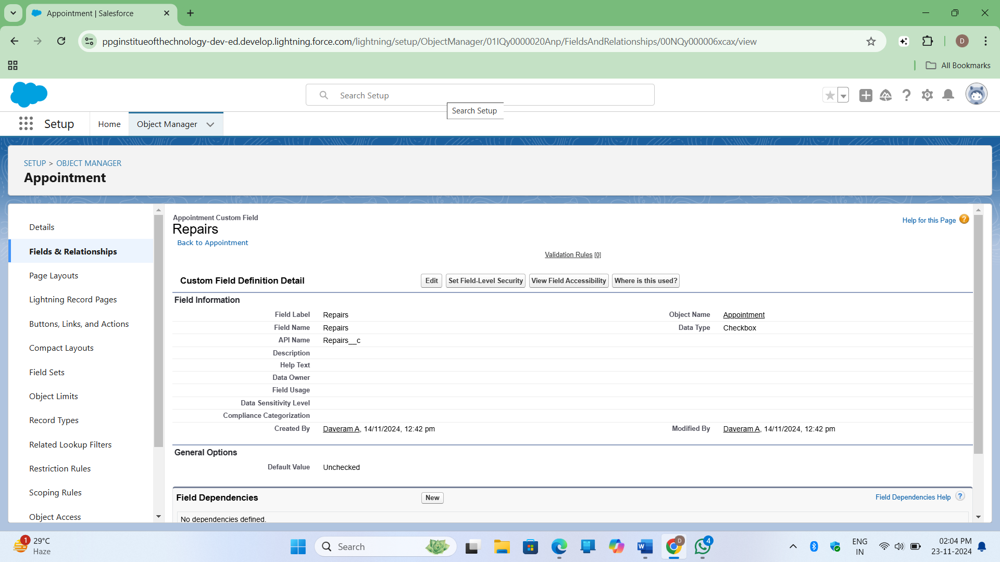 Appointment | Salesforce
ppginstitueofthechnology-dev-ed.develop.lightning.force.com/lightning/setup/ObjectManager/01IQy0000020Anp/FieldsAndRelationships/00NQy000006xcax/view
D
All Bookmarks
Search Setup
Search Setup
Setup
Home
Object Manager
SETUP > OBJECT MANAGER
Appointment
Details
Fields & Relationships
Page Layouts
Lightning Record Pages
Buttons, Links, and Actions
Compact Layouts
Field Sets
Object Limits
Record Types
Related Lookup Filters
Restriction Rules
Scoping Rules
Object Access
Appointment Custom Field
Repairs
Back to Appointment
Help for this Page
Validation Rules [0]
Custom Field Definition Detail
Edit
Set Field-Level Security
View Field Accessibility
Where is this used?
Field Information
Field Label Repairs Object Name Appointment
Field Name Repairs Data Type Checkbox
API Name Repairs__c
Description
Help Text
Data Owner
Field Usage
Data Sensitivity Level
Compliance Categorization
Created By Daveram A, 14/11/2024, 12:42 pm Modified By Daveram A, 14/11/2024, 12:42 pm
General Options
Default Value Unchecked
Field Dependencies
New
Field Dependencies Help
No dependencies defined.
1
29°C
Haze
Search
W
D
4
ENG
IN
02:04 PM
23-11-2024